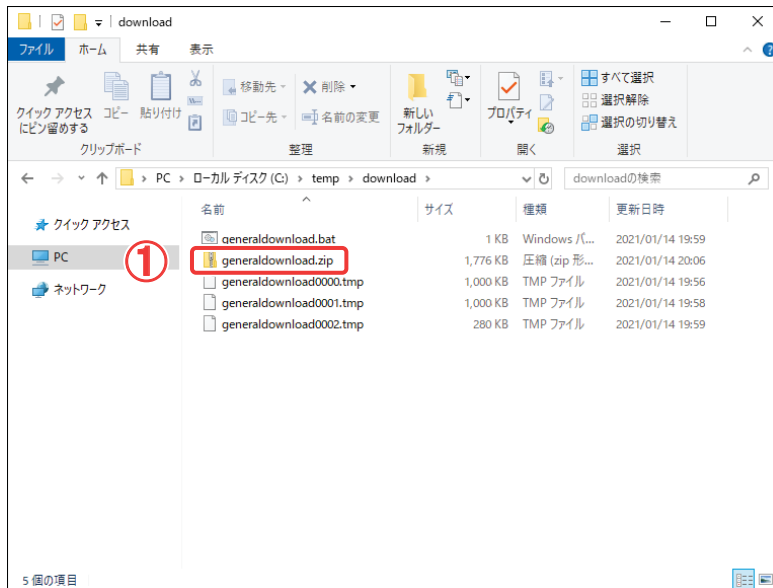 download
ファイル ホーム 共有 表示
クイック アクセスにピン留めする コピー 貼り付け 移動先 コピー先 削除 名前の変更 新しいフォルダー プロパティ すべて選択 選択解除 選択の切り替え
クリップボード 整理 新規 開く 選択
PC ローカル ディスク (C:) temp download downloadの検索
名前 サイズ 種類 更新日時
クイック アクセス
PC
ネットワーク
①
generaldownload.bat 1 KB Windows バ... 2021/01/14 19:59
generaldownload.zip 1,776 KB 圧縮 (zip 形... 2021/01/14 20:06
generaldownload0000.tmp 1,000 KB TMP ファイル 2021/01/14 19:56
generaldownload0001.tmp 1,000 KB TMP ファイル 2021/01/14 19:58
generaldownload0002.tmp 280 KB TMP ファイル 2021/01/14 19:59
5 個の項目